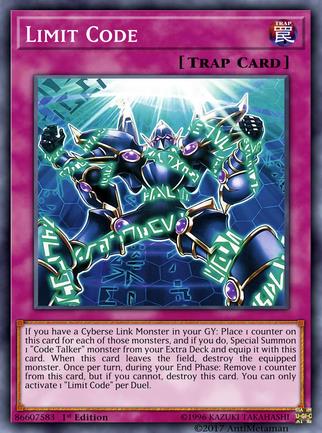 Limit Code
TRAP
罠
[Trap Card]
If you have a Cyberse Link Monster in your GY: Place 1 counter
on this card for each of those monsters, and if you do, Special Summon
1 "Code Talker" monster from your Extra Deck and equip it with this
card. When this card leaves the field, destroy the equipped
monster. Once per turn, during your End Phase: Remove 1 counter
from this card, but if you cannot, destroy this card. You can only
activate 1 "Limit Code" per Duel.
86607583 1st Edition
©1996 KAZUKI TAKAHASHI
©2017 AntiMetaman